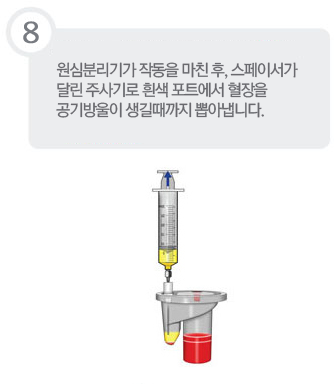 8
원심분리기가 작동을 마친 후, 스페이서가
달린 주사기로 흰색 포트에서 혈장을
공기방울이 생길때까지 뽑아냅니다.